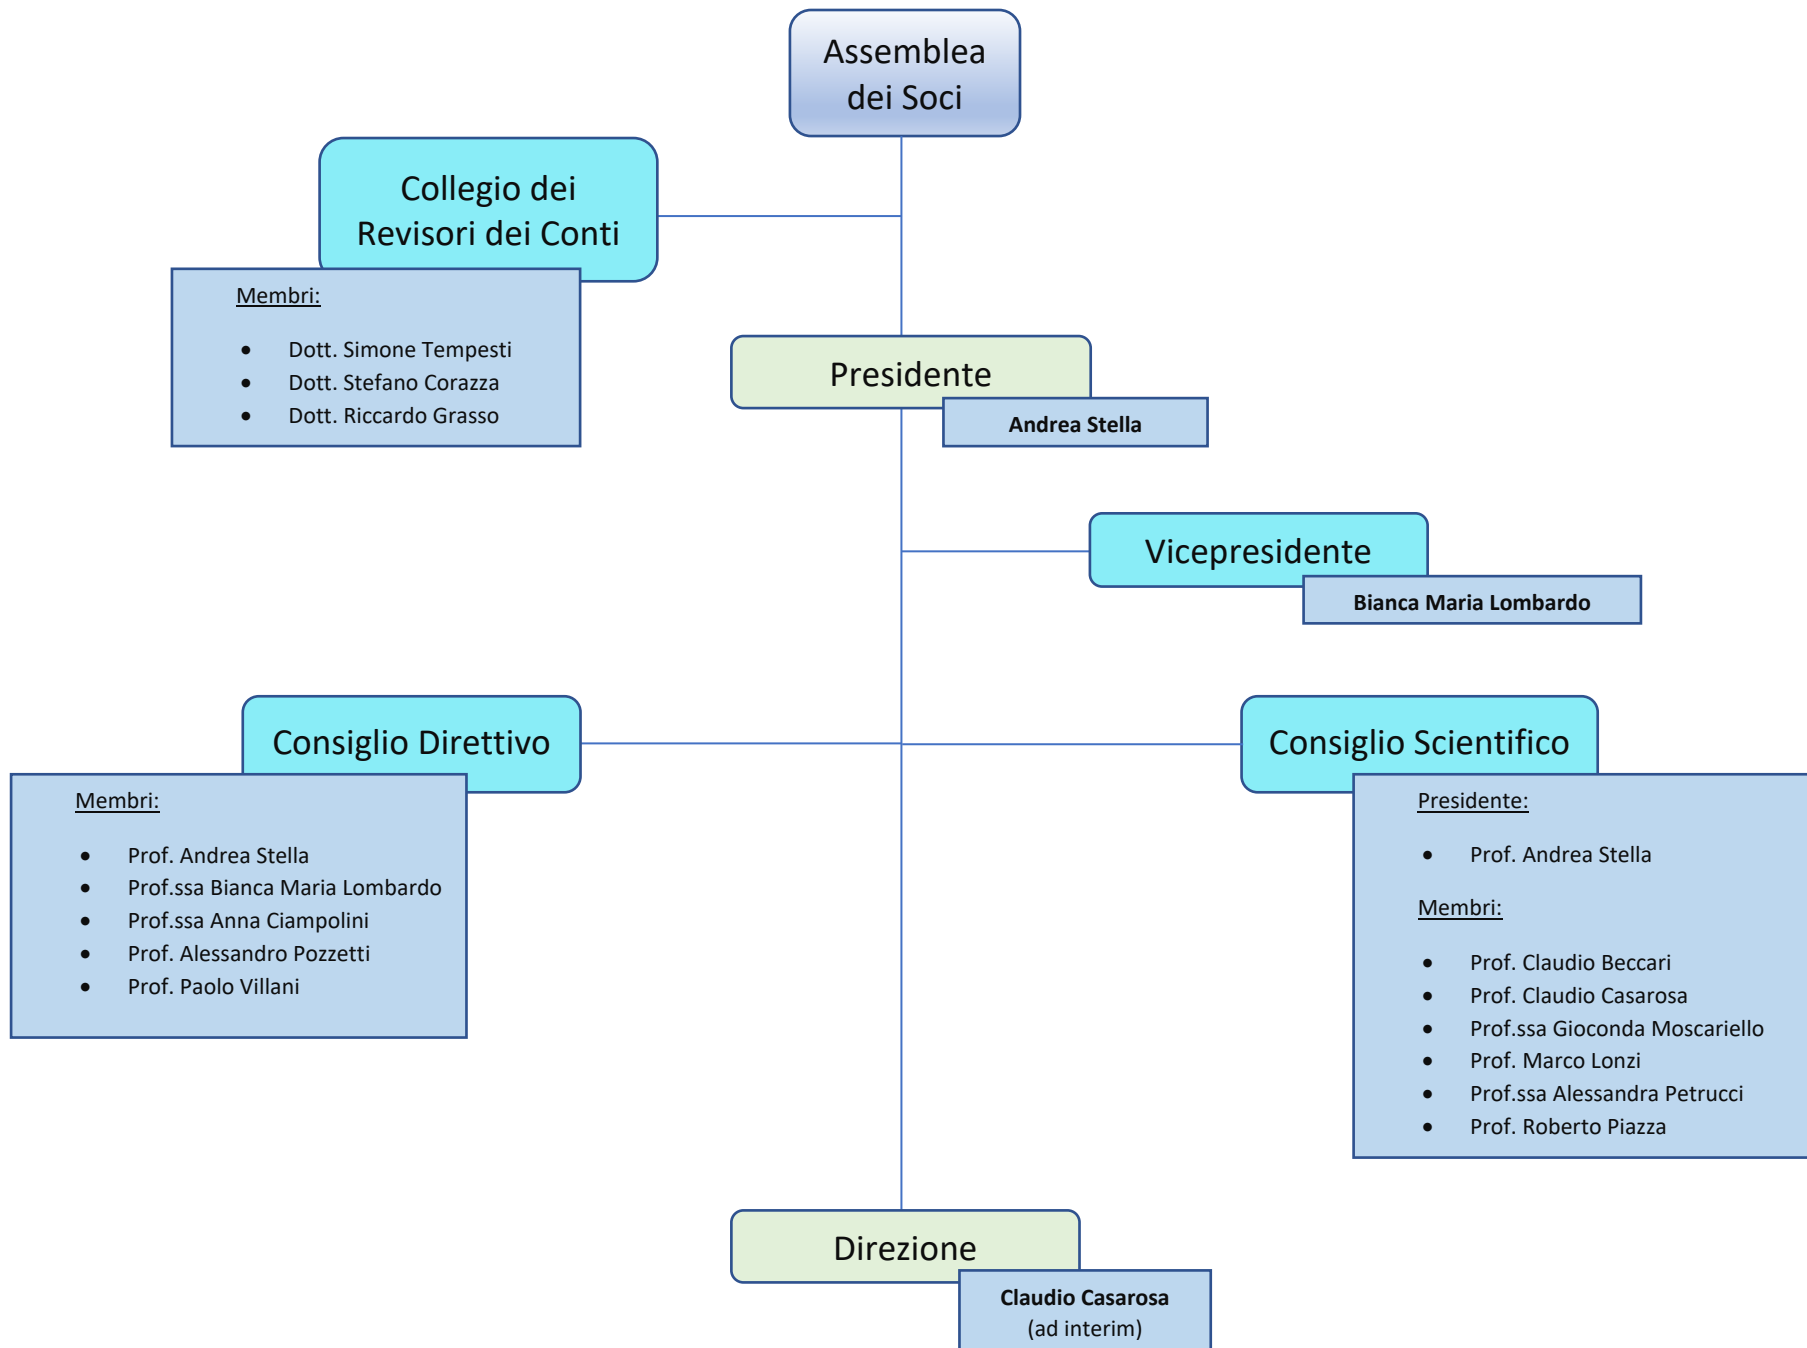 Assemblea
dei Soci
Collegio dei
Revisori dei Conti
Membri:
• Dott. Simone Tempesti
• Dott. Stefano Corazza
• Dott. Riccardo Grasso
Presidente
Andrea Stella
Vicepresidente
Bianca Maria Lombardo
Consiglio Direttivo
Membri:
• Prof. Andrea Stella
• Prof.ssa Bianca Maria Lombardo
• Prof.ssa Anna Ciampolini
• Prof. Alessandro Pozzetti
• Prof. Paolo Villani
Consiglio Scientifico
Presidente:
• Prof. Andrea Stella
Membri:
• Prof. Claudio Beccari
• Prof. Claudio Casarosa
• Prof.ssa Gioconda Moscariello
• Prof. Marco Lonzi
• Prof.ssa Alessandra Petrucci
• Prof. Roberto Piazza
Direzione
Claudio Casarosa
(ad interim)